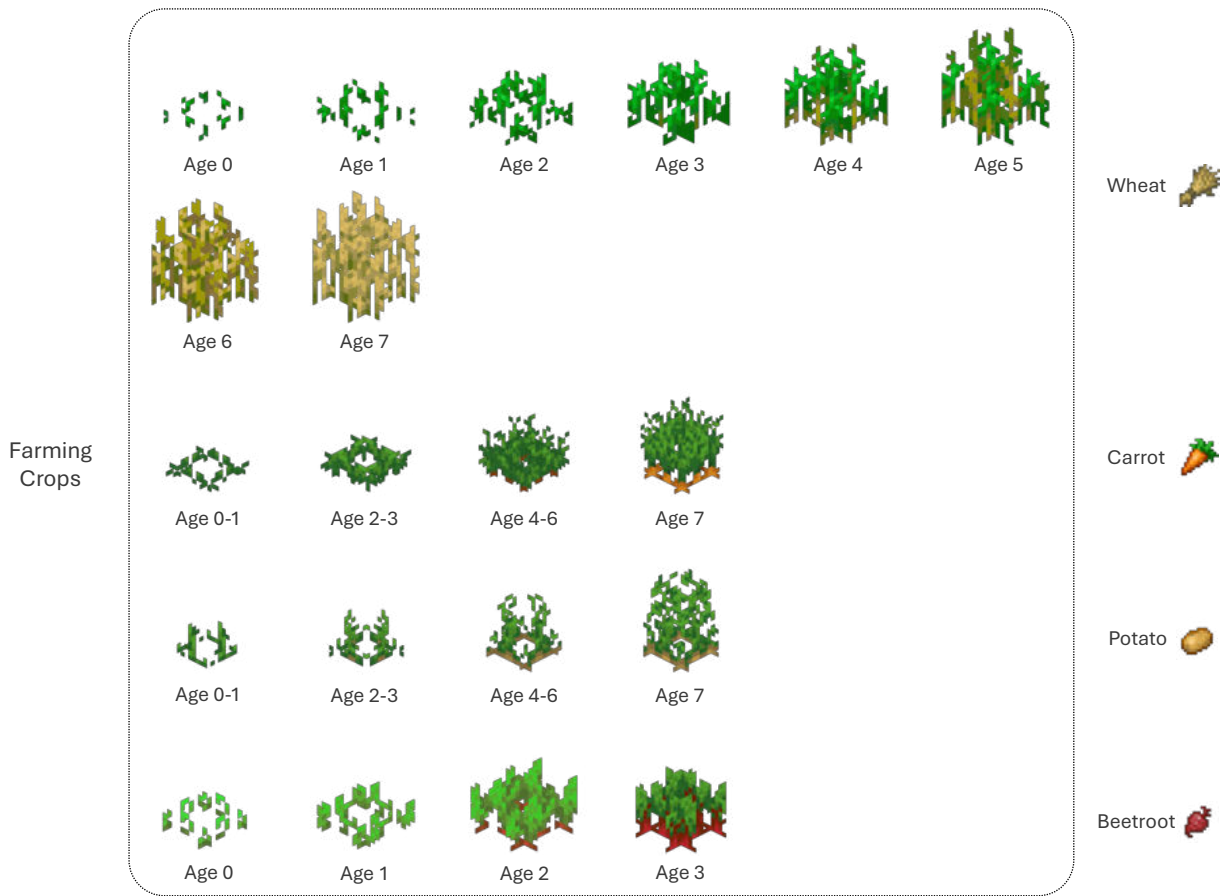 Age 0
Age 1
Age 2
Age 3
Age 4
Age 5
Wheat
Age 6
Age 7
Farming
Crops
Carrot
Age 0-1
Age 2-3
Age 4-6
Age 7
Potato
Age 0-1
Age 2-3
Age 4-6
Age 7
Beetroot
Age 0
Age 1
Age 2
Age 3